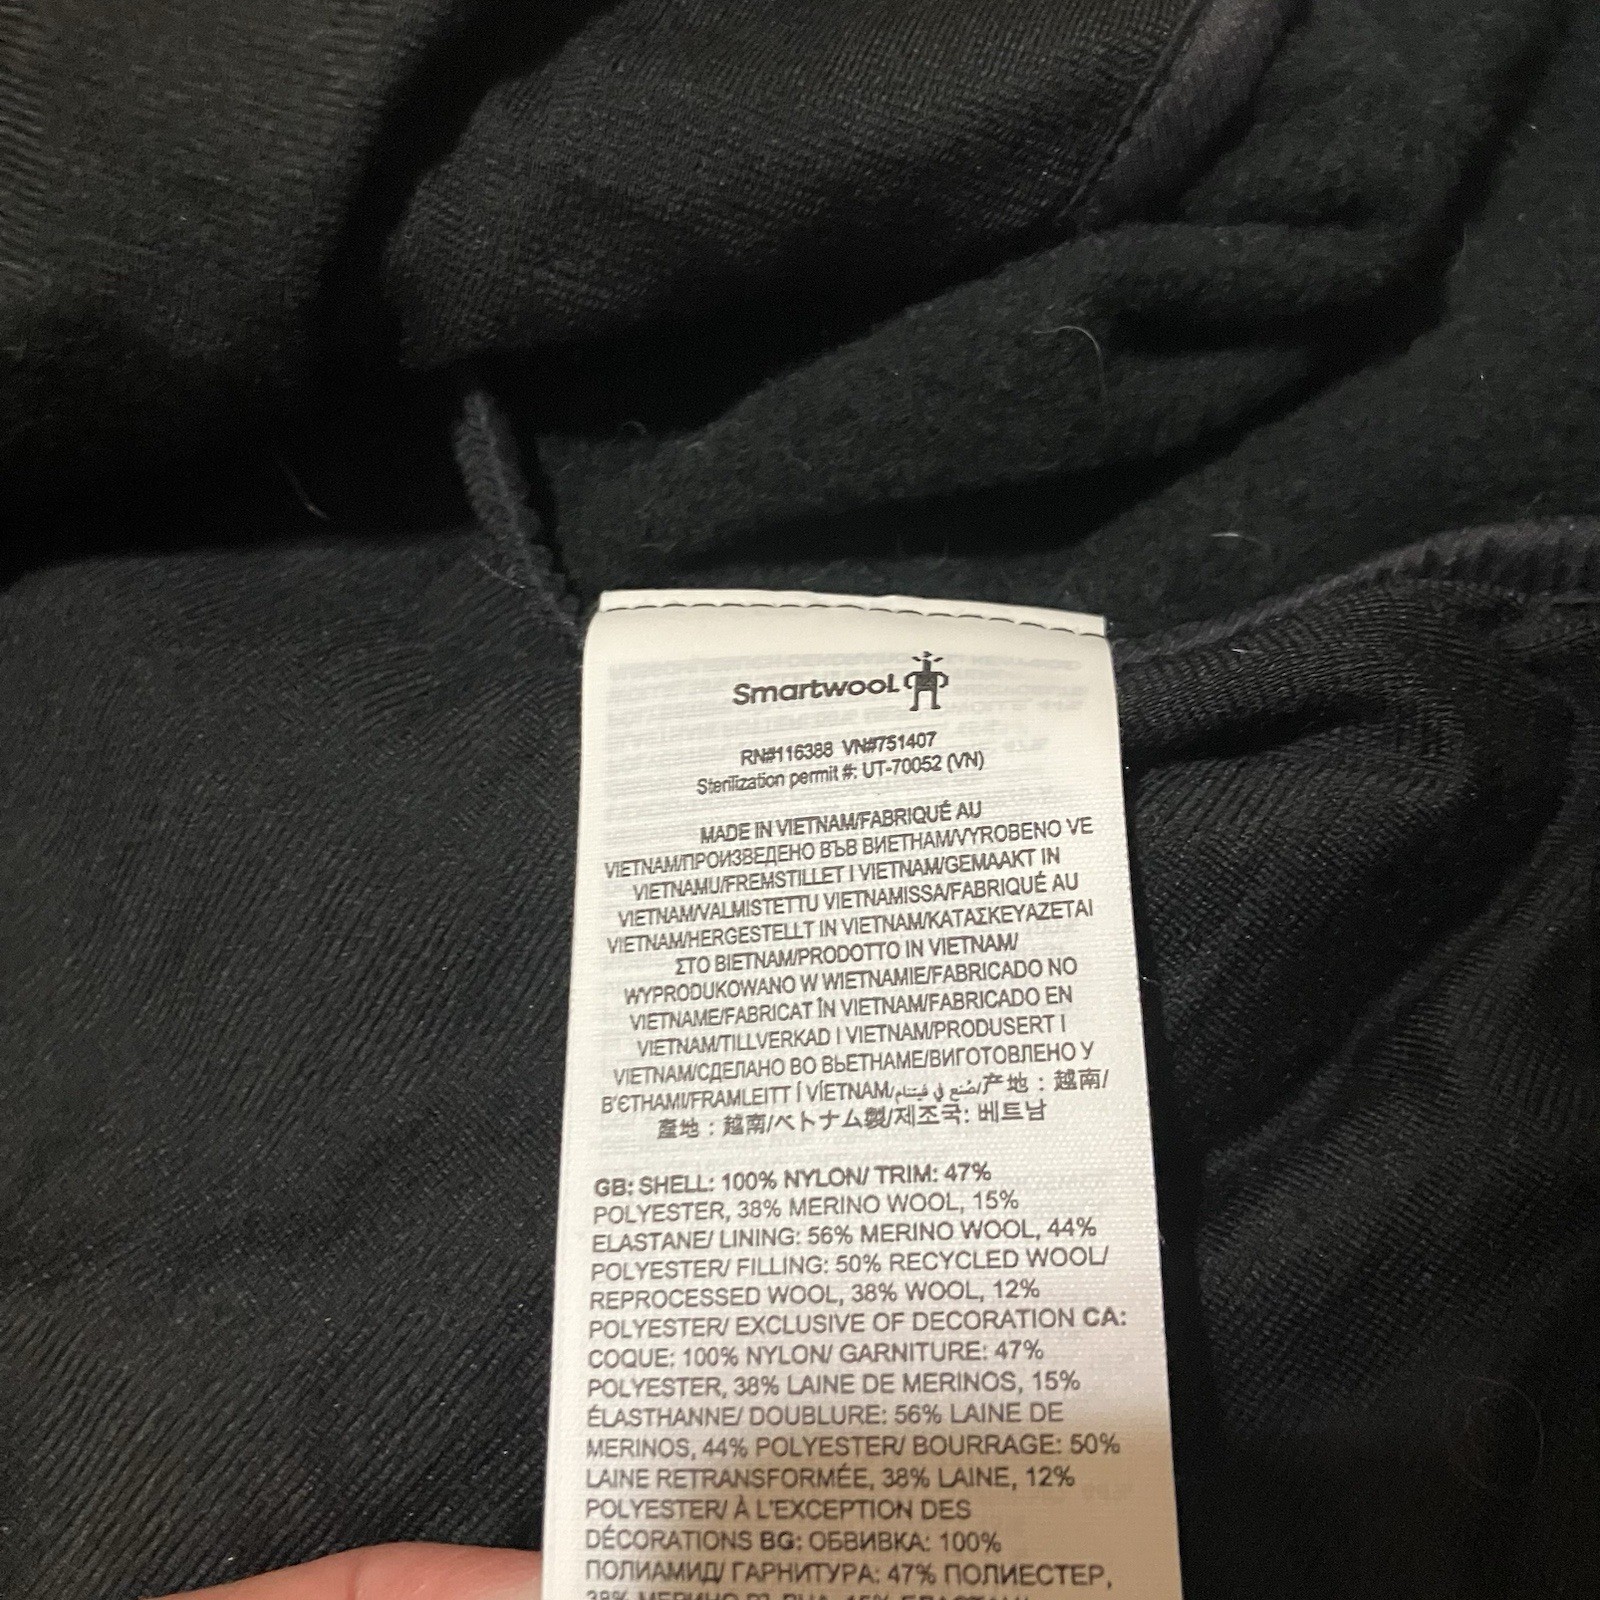 Smartwool
RN#116388 VN#751407
Sterilization permit #: UT-70052 (VN)
MADE IN VIETNAM/FABRIQUÉ AU
VIETNAM/ПРОИЗВЕДЕНО ВЪВ ВИЕТНАМ/VYROBENO VE
VIETNAMU/FREMSTILLET I VIETNAM/GEMAAKT IN
VIETNAM/VALMISTETTU VIETNAMISSA/FABRIQUÉ AU
VIETNAM/HERGESTELLT IN VIETNAM/ΚΑΤΑΣΚΕΥΑΖΕΤΑΙ
ΣΤΟ ΒΙΕΤΝΑΜ/PRODOTTO IN VIETNAM/
WYPRODUKOWANO W WIETNAMIE/FABRICADO NO
VIETNAME/FABRICAT ÎN VIETNAM/FABRICADO EN
VIETNAM/TILLVERKAD I VIETNAM/PRODUSERT I
VIETNAM/СДЕЛАНО ВО ВЬЕТНАМЕ/ВИГОТОВЛЕНО У
В'ЄТНАМІ/FRAMLEITT Í VÍETNAM/صُنع في فيتنام/产地：越南/
產地：越南/ベトナム製/제조국: 베트남
GB: SHELL: 100% NYLON/ TRIM: 47%
POLYESTER, 38% MERINO WOOL, 15%
ELASTANE/ LINING: 56% MERINO WOOL, 44%
POLYESTER/ FILLING: 50% RECYCLED WOOL/
REPROCESSED WOOL, 38% WOOL, 12%
POLYESTER/ EXCLUSIVE OF DECORATION CA:
COQUE: 100% NYLON/ GARNITURE: 47%
POLYESTER, 38% LAINE DE MERINOS, 15%
ÉLASTHANNE/ DOUBLURE: 56% LAINE DE
MERINOS, 44% POLYESTER/ BOURRAGE: 50%
LAINE RETRANSFORMÉE, 38% LAINE, 12%
POLYESTER/ À L'EXCEPTION DES
DÉCORATIONS BG: ОБВИВКА: 100%
ПОЛИАМИД/ ГАРНИТУРА: 47% ПОЛИЕСТЕР,